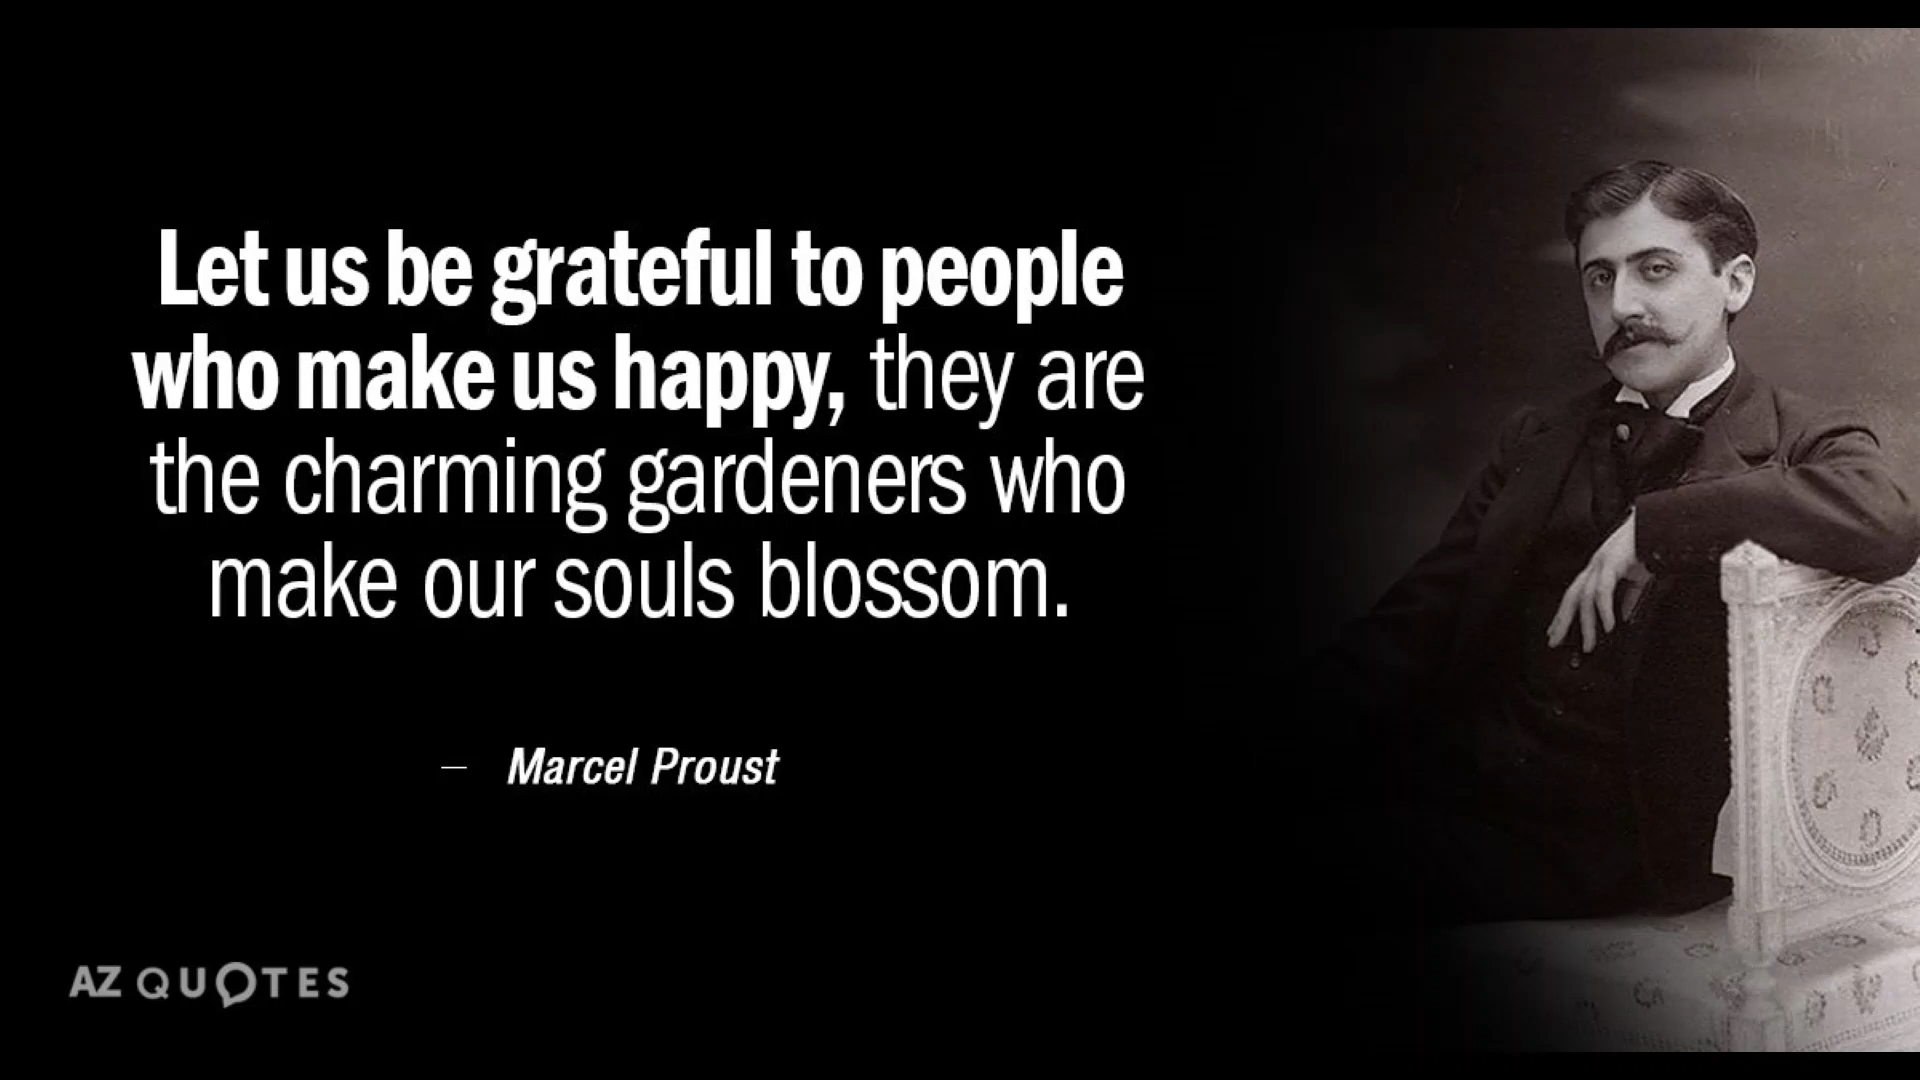 Let us be grateful to people
who make us happy, they are
the charming gardeners who
make our souls blossom.
— Marcel Proust
AZ QUOTES